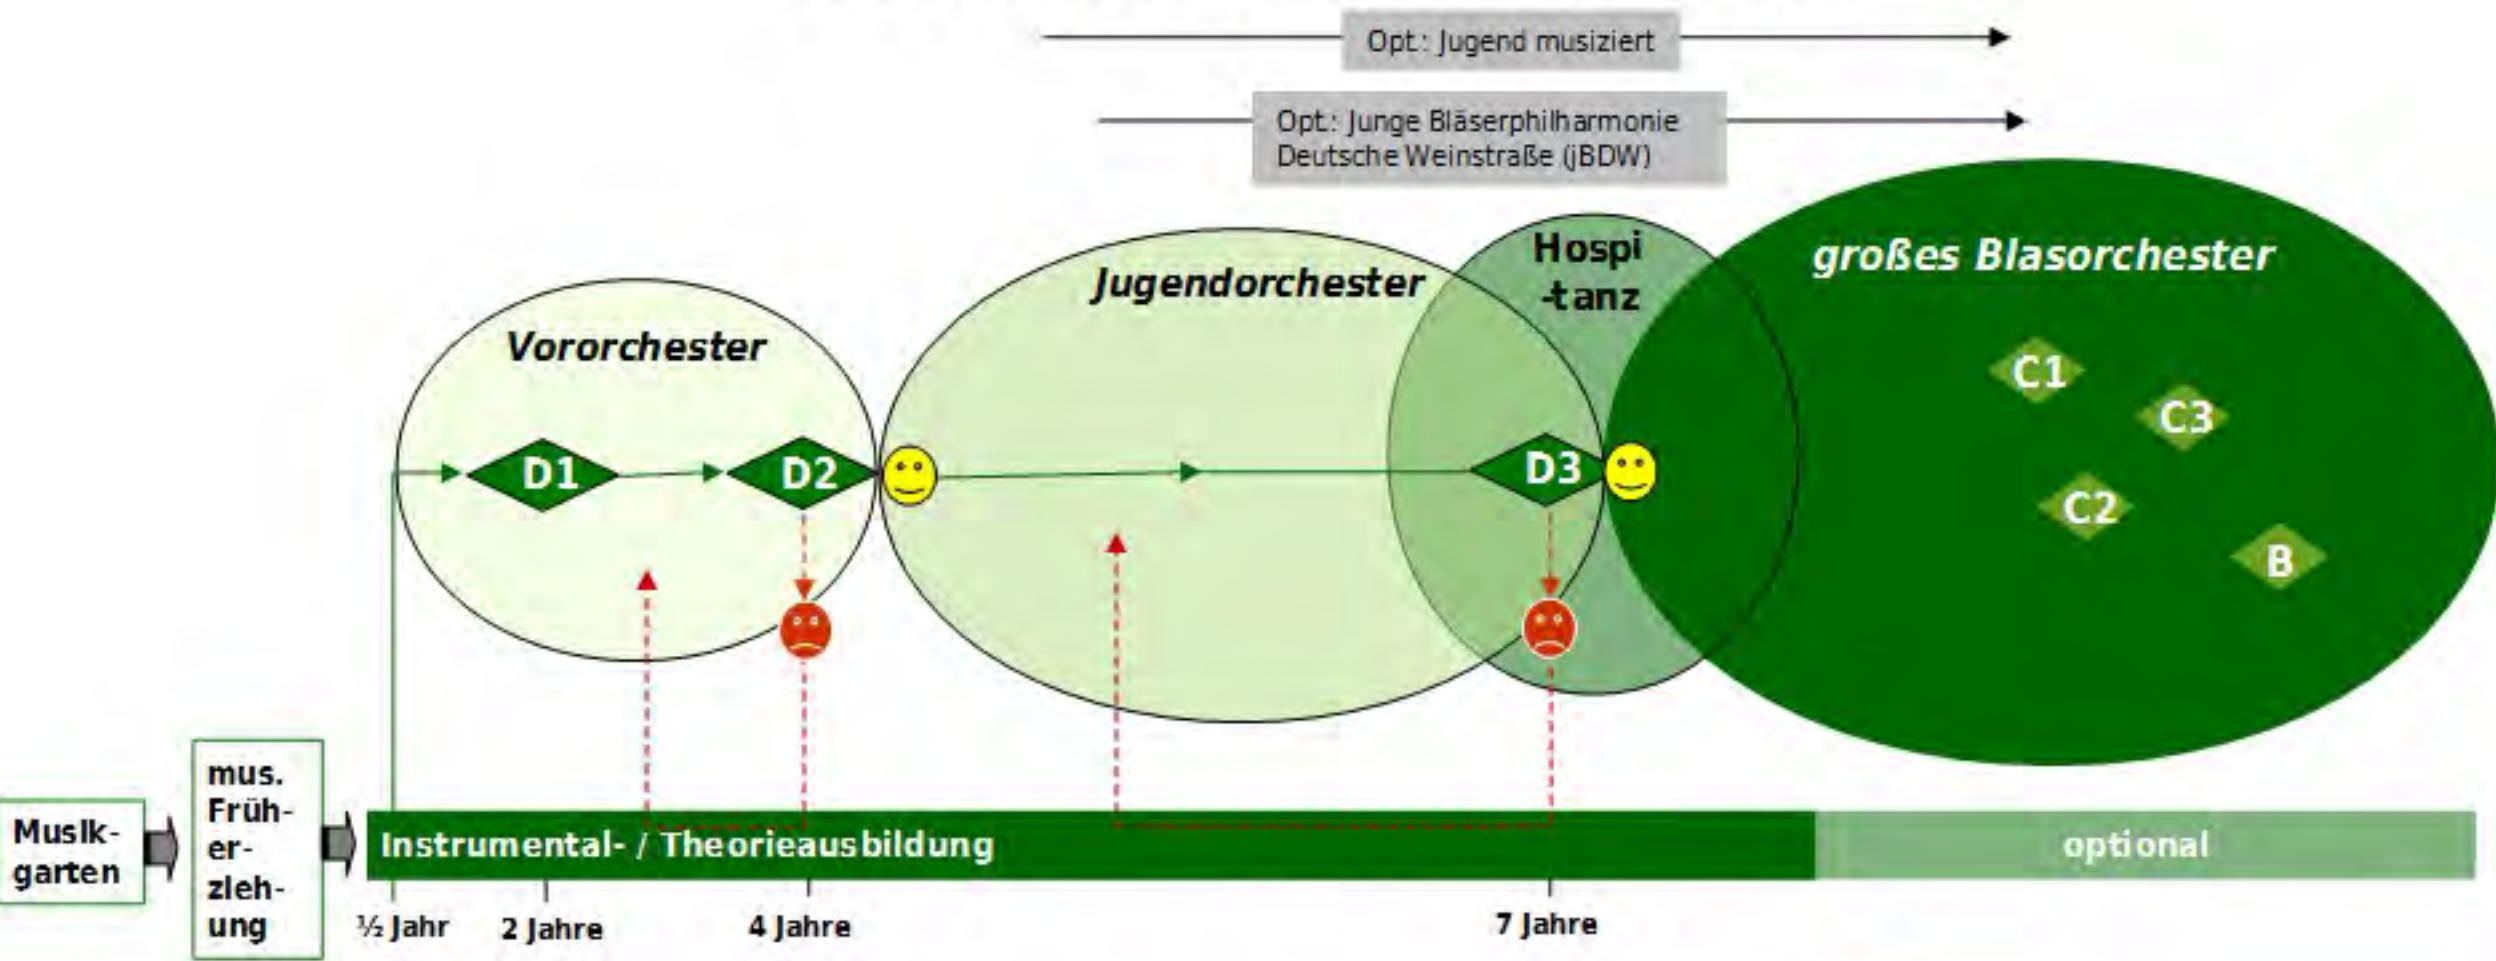 Opt.: Jugend musiziert
Opt.: Junge Bläserphilharmonie
Deutsche Weinstraße (jBDW)
Hospi
-tanz
großes Blasorchester
Jugendorchester
Vororchester
C1
C3
D1
D2
D3
C2
B
mus.
Früh-
er-
zieh-
ung
Musik-
garten
Instrumental- / Theorieausbildung
optional
½ Jahr
2 Jahre
4 Jahre
7 Jahre